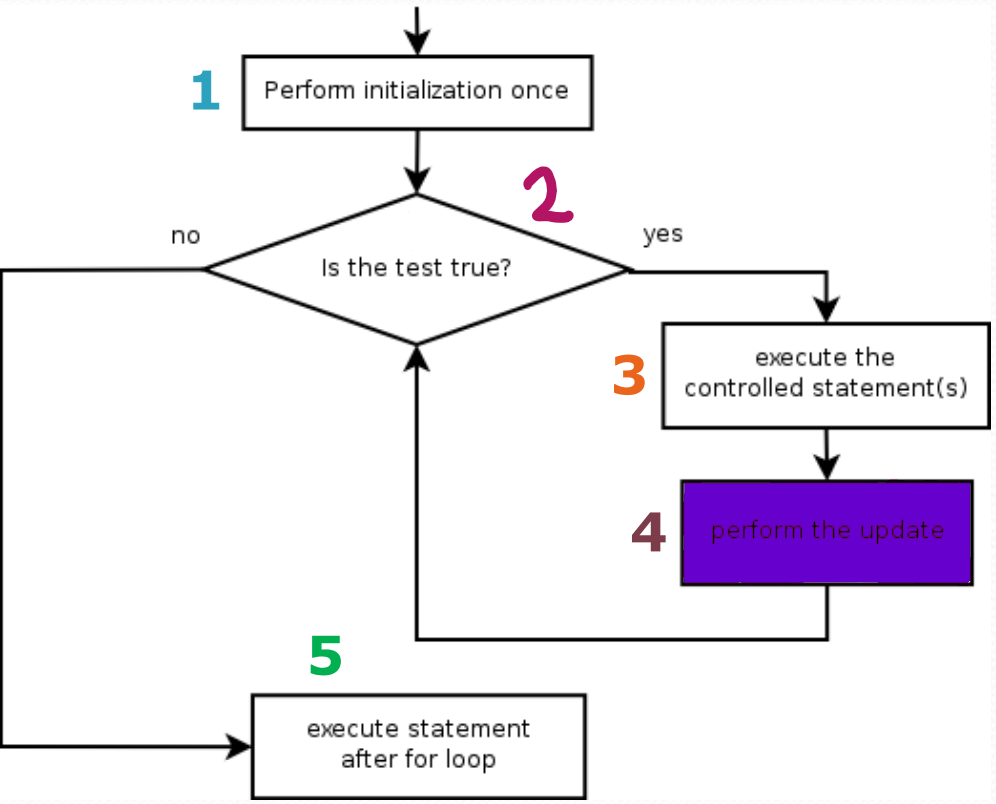 1
Perform initialization once
2
no
yes
Is the test true?
3
execute the
controlled statement(s)
4
perform the update
5
execute statement
after for loop